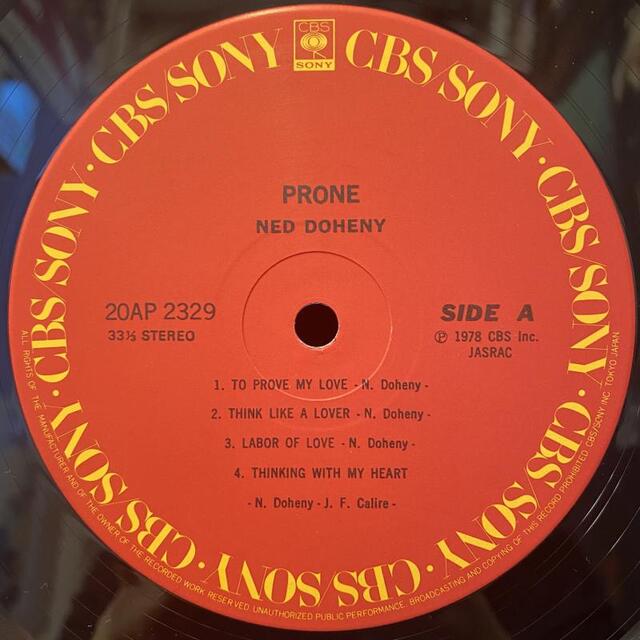 CBS
SONY
CBS/SONY · CBS/SONY · CBS/SONY · CBS/SONY · CBS/SONY · CBS/SONY · CBS/SONY · CBS/SONY
PRONE
NED DOHENY
20AP 2329
33⅓ STEREO
SIDE A
Ⓟ 1978 CBS Inc.
JASRAC
1. TO PROVE MY LOVE - N. Doheny -
2. THINK LIKE A LOVER - N. Doheny -
3. LABOR OF LOVE - N. Doheny -
4. THINKING WITH MY HEART
- N. Doheny - J. F. Calire -
ALL RIGHTS OF THE MANUFACTURER AND OF THE OWNER OF THE RECORDED WORK RESERVED UNAUTHORIZED PUBLIC PERFORMANCE. BROADCASTING AND COPYING OF THIS RECORD PROHIBITED CBS/SONY INC. TOKYO JAPAN